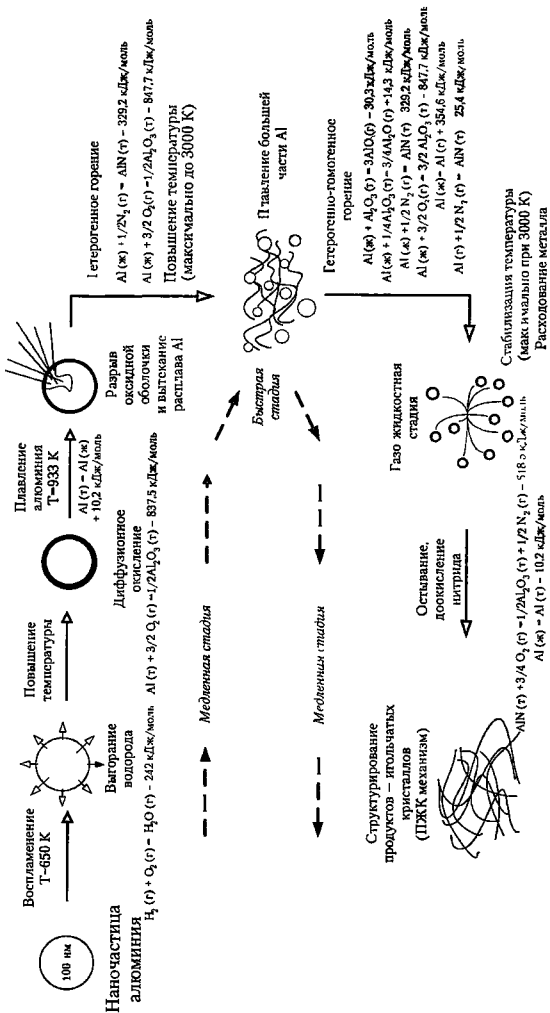 100 нм
Наночастица
алюминия
Воспламенение
T~650 K
Выгорание
водорода
H₂ (г) + O₂ (г) = H₂O (г) – 242 кДж/моль
Повышение
температуры
Диффузионное
окисление
Al (т) + 3/2 O₂ (г) =1/2Al₂O₃ (т) – 837,5 кДж/моль
Плавление
алюминия
T=933 K
Al (т) = Al (ж)
+ 10,2 кДж/моль
Разрыв
оксидной
оболочки
и вытекание
расплава Al
Гетерогенное горение
Al (ж) +1/2N₂ (г) = AlN (т) – 329,2 кДж/моль
Al (ж) + 3/2 O₂ (г) =1/2Al₂O₃ (т) – 847,7 кДж/моль
Повышение температуры
(максимально до 3000 К)
Медленная стадия
Быстрая
стадия
Плавление большей
части Al
Гетерогенно-гомогенное
горение
Al(ж) + Al₂O₃(т) = 3AlO(г) – 30,3 кДж/моль
Al(ж) + 1/4Al₂O₃(т)–3/4Al₂O (г) +14,3 кДж/моль
Al (ж) +1/2 N₂(г) = AlN (т) 329,2 кДж/моль
Al (ж) + 3/2 O₂(г) = 3/2 Al₂O₃ (т) - 847,7 кДж/моль
Al(ж)– Al (г) + 354,6 кДж/моль
Al (г) +1/2 N₂ (г) = AlN (т) 25,4 кДж/моль
Стабилизация температуры
(максимально при 3000 К)
Расходование металла
Медленная стадия
Газо жидкостная
стадия
Остывание,
доокисление
нитрида
AlN (т) +3/4 O₂ (г) =1/2Al₂O₃(т) +1/2 N₂ (г) – 518,5 кДж/моль
Al (ж) = Al (т) – 10,2 кДж/моль
Структурирование
продуктов – игольчатых
кристаллов
(ПЖК механизм)